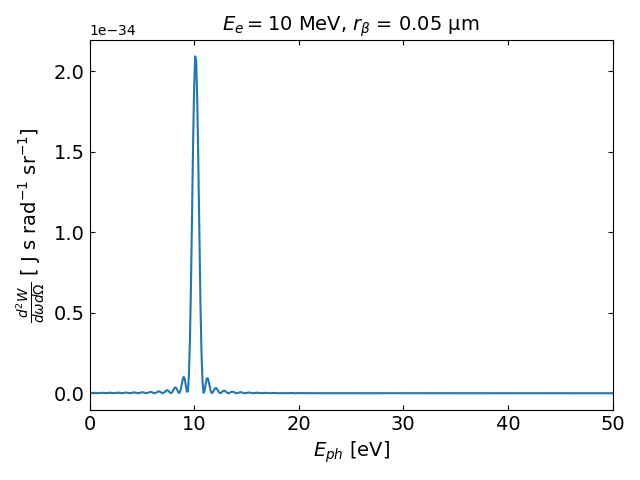 E_e = 10 MeV, r_β = 0.05 μm
1e−34
2.0
1.5
1.0
0.5
0.0
d²W/dωdΩ [ J s rad⁻¹ sr⁻¹]
0 10 20 30 40 50
E_ph [eV]